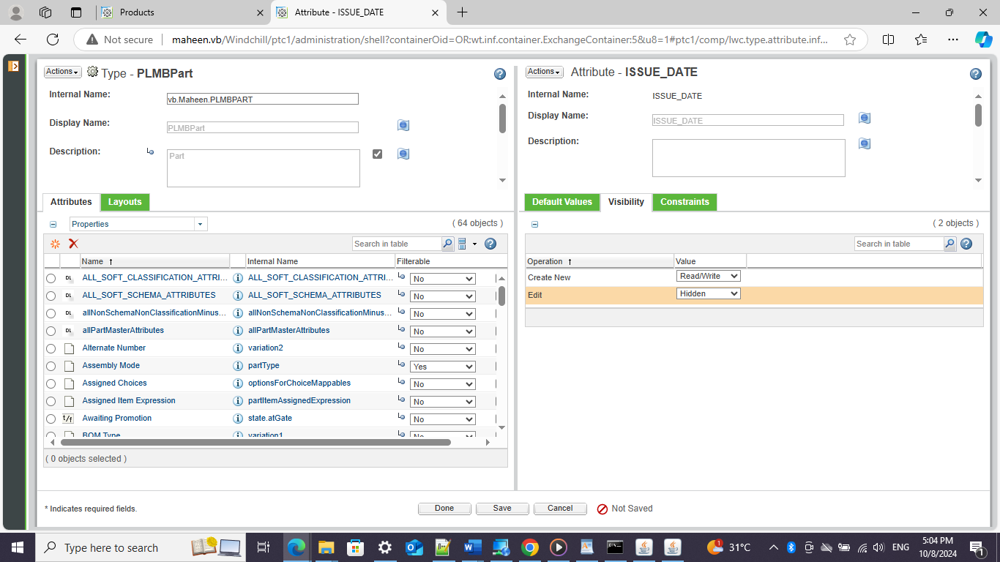 Products
Attribute - ISSUE_DATE
Not secure
maheen.vb/Windchill/ptc1/administration/shell?containerOid=OR:wt.inf.container.ExchangeContainer:5&u8=1#ptc1/comp/lwc.type.attribute.inf...
Actions
Type - PLMBPart
Internal Name:
vb.Maheen.PLMBPART
Display Name:
PLMBPart
Description:
Part
Attributes
Layouts
Properties
( 64 objects )
Search in table
Name
Internal Name
Filterable
ALL_SOFT_CLASSIFICATION_ATTRI... ALL_SOFT_CLASSIFICATION_ATTRI... No
ALL_SOFT_SCHEMA_ATTRIBUTES ALL_SOFT_SCHEMA_ATTRIBUTES No
allNonSchemaNonClassificationMinus... allNonSchemaNonClassificationMinus... No
allPartMasterAttributes allPartMasterAttributes No
Alternate Number variation2 No
Assembly Mode partType Yes
Assigned Choices optionsForChoiceMappables No
Assigned Item Expression partItemAssignedExpression No
t/f Awaiting Promotion state.atGate No
BOM Type variation1 No
( 0 objects selected )
Actions
Attribute - ISSUE_DATE
Internal Name:
ISSUE_DATE
Display Name:
ISSUE_DATE
Description:
Default Values
Visibility
Constraints
( 2 objects )
Search in table
Operation
Value
Create New Read/Write
Edit Hidden
* Indicates required fields.
Done
Save
Cancel
Not Saved
Type here to search
31°C
ENG
5:04 PM
10/8/2024